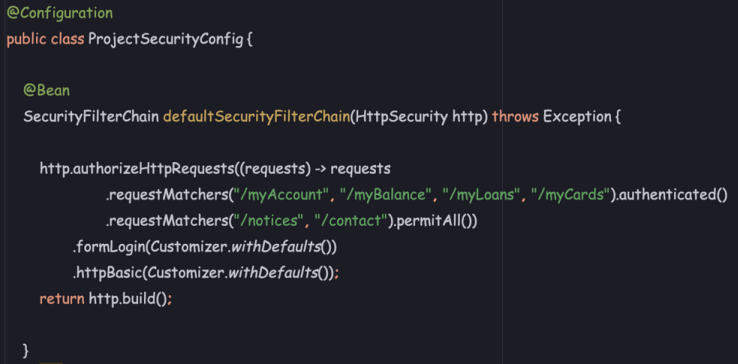 @Configuration
public class ProjectSecurityConfig {
@Bean
SecurityFilterChain defaultSecurityFilterChain(HttpSecurity http) throws Exception {
http.authorizeHttpRequests((requests) -> requests
.requestMatchers("/myAccount", "/myBalance", "/myLoans", "/myCards").authenticated()
.requestMatchers("/notices", "/contact").permitAll())
.formLogin(Customizer.withDefaults())
.httpBasic(Customizer.withDefaults());
return http.build();
}